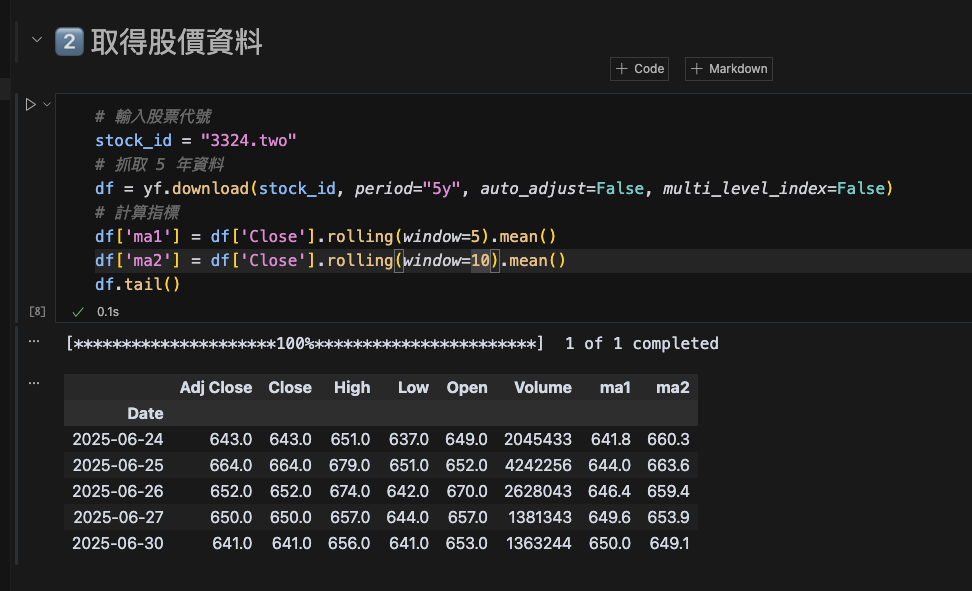 2 取得股價資料
+ Code + Markdown
# 輸入股票代號
stock_id = "3324.two"
# 抓取 5 年資料
df = yf.download(stock_id, period="5y", auto_adjust=False, multi_level_index=False)
# 計算指標
df['ma1'] = df['Close'].rolling(window=5).mean()
df['ma2'] = df['Close'].rolling(window=10).mean()
df.tail()
[8] ✓ 0.1s
... [*********************100%***********************] 1 of 1 completed
...
Adj Close Close High Low Open Volume ma1 ma2
Date
2025-06-24 643.0 643.0 651.0 637.0 649.0 2045433 641.8 660.3
2025-06-25 664.0 664.0 679.0 651.0 652.0 4242256 644.0 663.6
2025-06-26 652.0 652.0 674.0 642.0 670.0 2628043 646.4 659.4
2025-06-27 650.0 650.0 657.0 644.0 657.0 1381343 649.6 653.9
2025-06-30 641.0 641.0 656.0 641.0 653.0 1363244 650.0 649.1